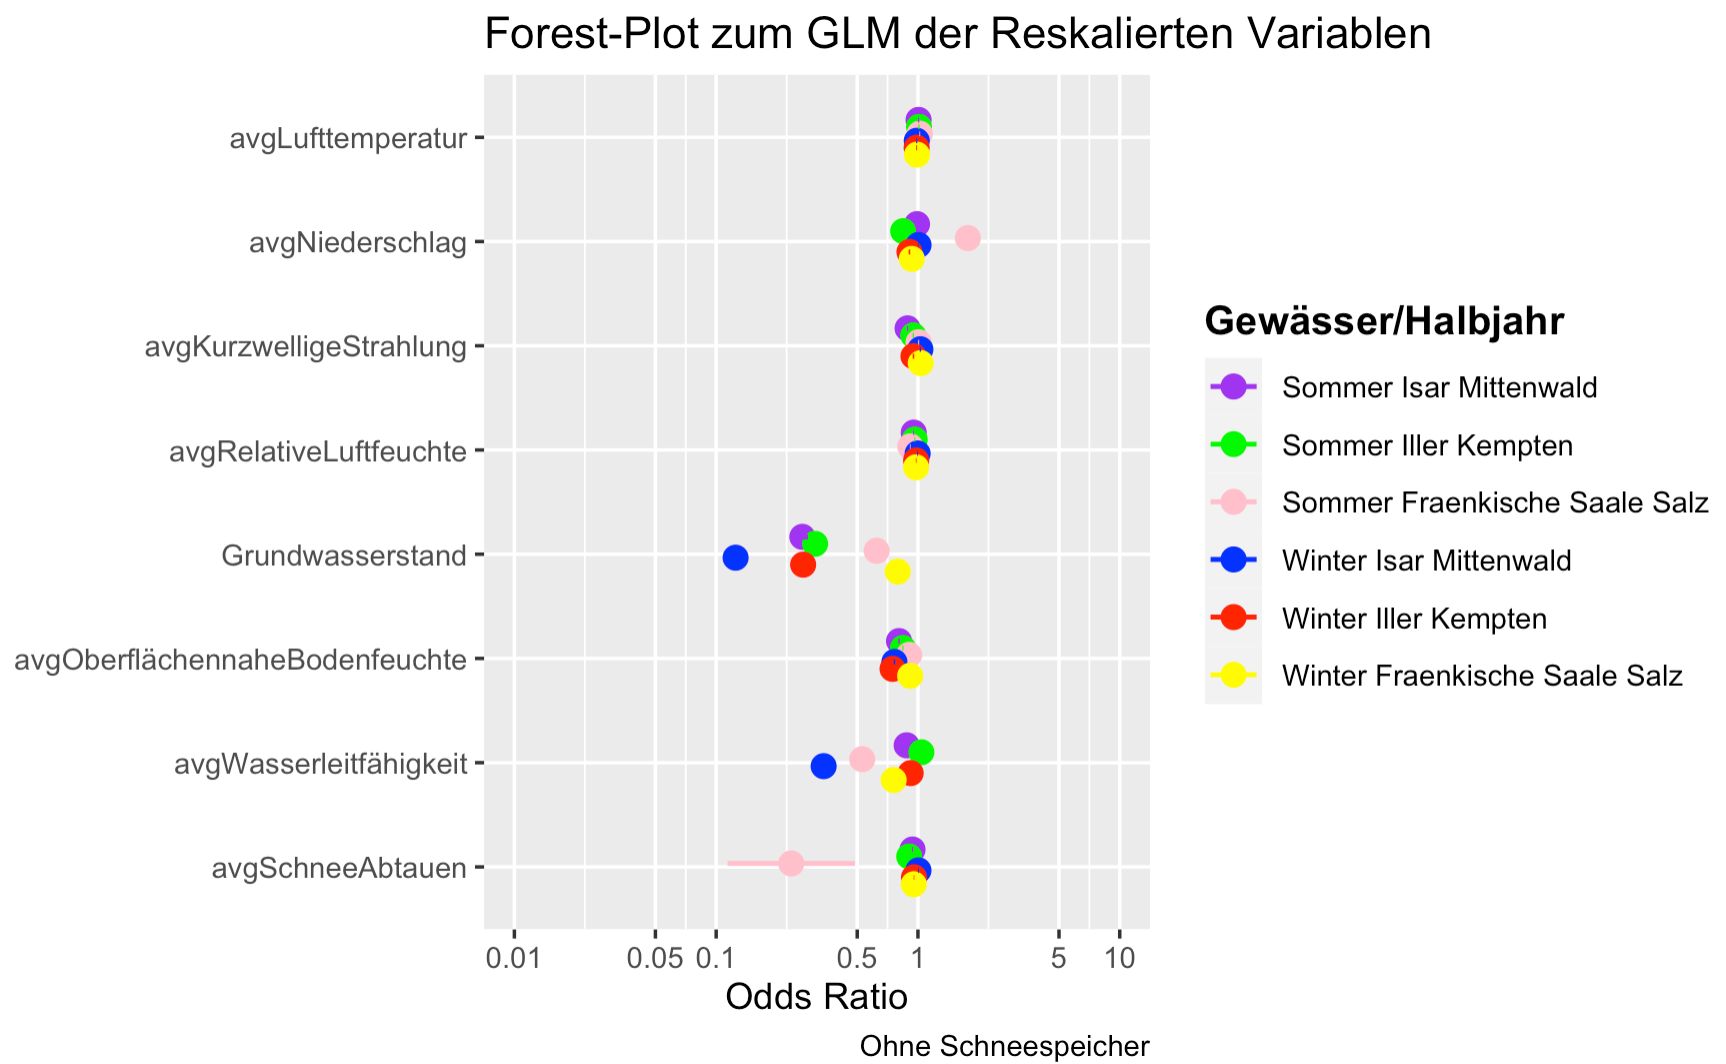 Forest-Plot zum GLM der Reskalierten Variablen
avgLufttemperatur
avgNiederschlag
avgKurzwelligeStrahlung
avgRelativeLuftfeuchte
Grundwasserstand
avgOberflächennaheBodenfeuchte
avgWasserleitfähigkeit
avgSchneeAbtauen
0.01 0.05 0.1 0.5 1 5 10
Odds Ratio
Ohne Schneespeicher
Gewässer/Halbjahr
Sommer Isar Mittenwald
Sommer Iller Kempten
Sommer Fraenkische Saale Salz
Winter Isar Mittenwald
Winter Iller Kempten
Winter Fraenkische Saale Salz